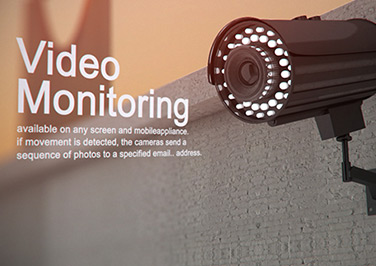 Video
Monitoring
available on any screen and mobileappliance.
if movement is detected, the cameras send a
sequence of photos to a specified email.. address.